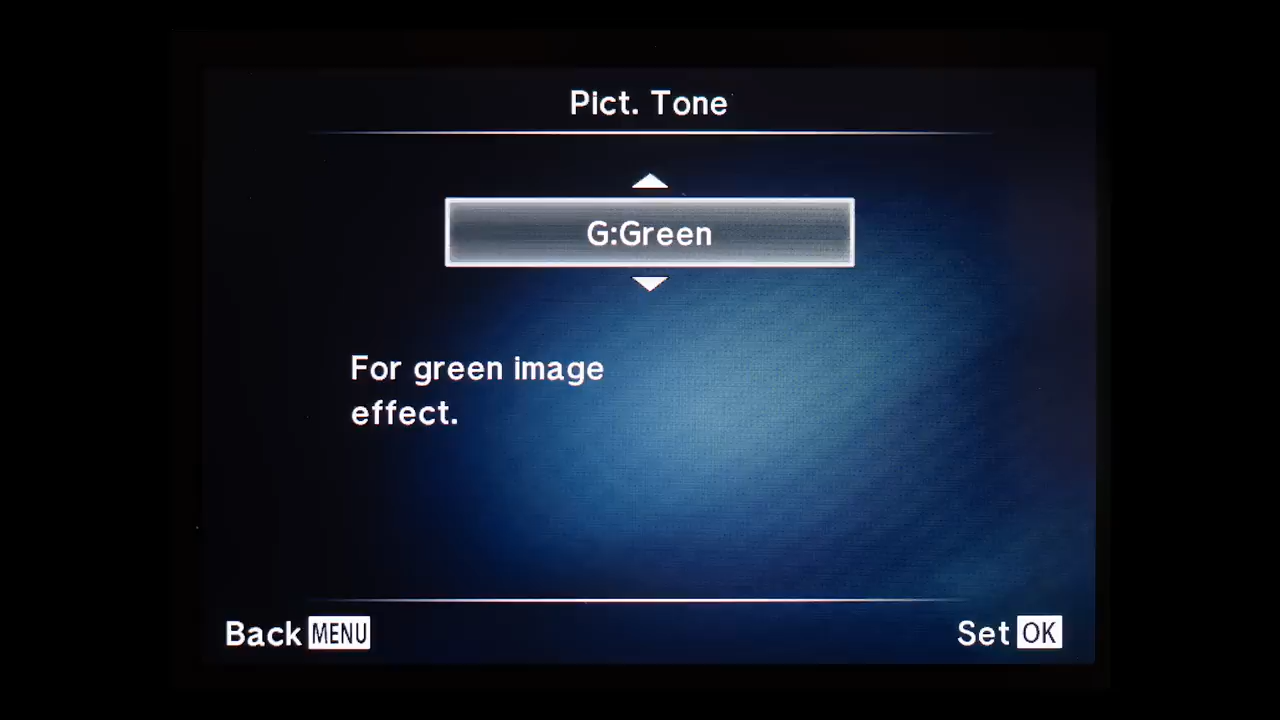 Pict. Tone
G:Green
For green image
effect.
Back MENU
Set OK